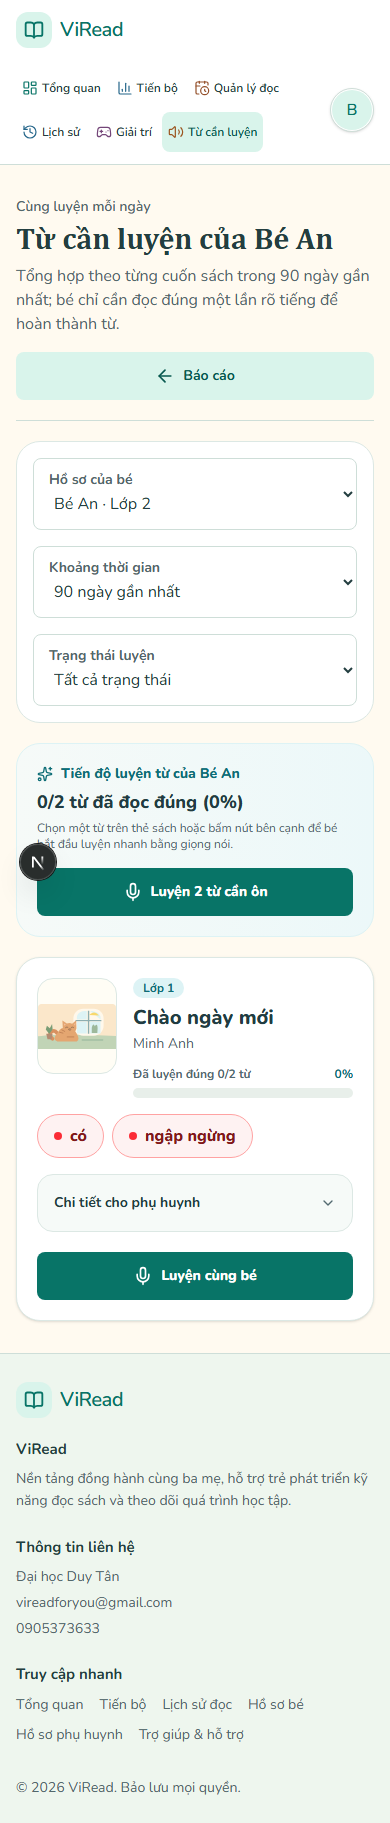 ViRead
Tổng quan
Tiến bộ
Quản lý đọc
Lịch sử
Giải trí
Từ cần luyện
B
Cùng luyện mỗi ngày
Từ cần luyện của Bé An
Tổng hợp theo từng cuốn sách trong 90 ngày gần
nhất; bé chỉ cần đọc đúng một lần rõ tiếng để
hoàn thành từ.
Báo cáo
Hồ sơ của bé
Bé An · Lớp 2
Khoảng thời gian
90 ngày gần nhất
Trạng thái luyện
Tất cả trạng thái
Tiến độ luyện từ của Bé An
0/2 từ đã đọc đúng (0%)
Chọn một từ trên thẻ sách hoặc bấm nút bên cạnh để bé
đầu luyện nhanh bằng giọng nói.
N
Luyện 2 từ cần ôn
Lớp 1
Chào ngày mới
Minh Anh
Đã luyện đúng 0/2 từ 0%
có
ngập ngừng
Chi tiết cho phụ huynh
Luyện cùng bé
ViRead
ViRead
Nền tảng đồng hành cùng ba mẹ, hỗ trợ trẻ phát triển kỹ
năng đọc sách và theo dõi quá trình học tập.
Thông tin liên hệ
Đại học Duy Tân
vireadforyou@gmail.com
0905373633
Truy cập nhanh
Tổng quan Tiến bộ Lịch sử đọc Hồ sơ bé
Hồ sơ phụ huynh Trợ giúp & hỗ trợ
© 2026 ViRead. Bảo lưu mọi quyền.